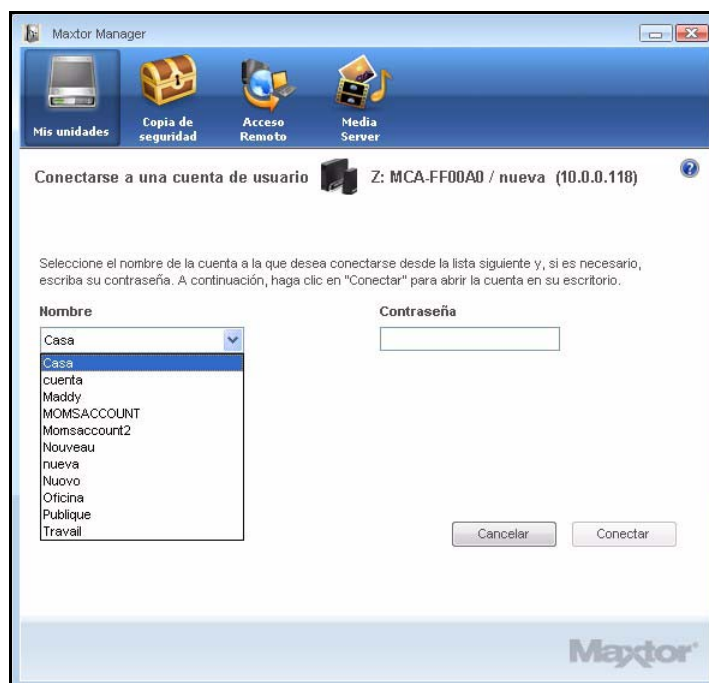 Maxtor Manager
Mis unidades
Copia de
seguridad
Acceso
Remoto
Media
Server
Conectarse a una cuenta de usuario Z: MCA-FF00A0 / nueva (10.0.0.118)
Seleccione el nombre de la cuenta a la que desea conectarse desde la lista siguiente y, si es necesario,
escriba su contraseña. A continuación, haga clic en "Conectar" para abrir la cuenta en su escritorio.
Nombre Contraseña
Casa
Casa
cuenta
Maddy
MOMSACCOUNT
Momsaccount2
Nouveau
nueva
Nuovo
Oficina
Publique
Travail
Cancelar Conectar
Maxtor